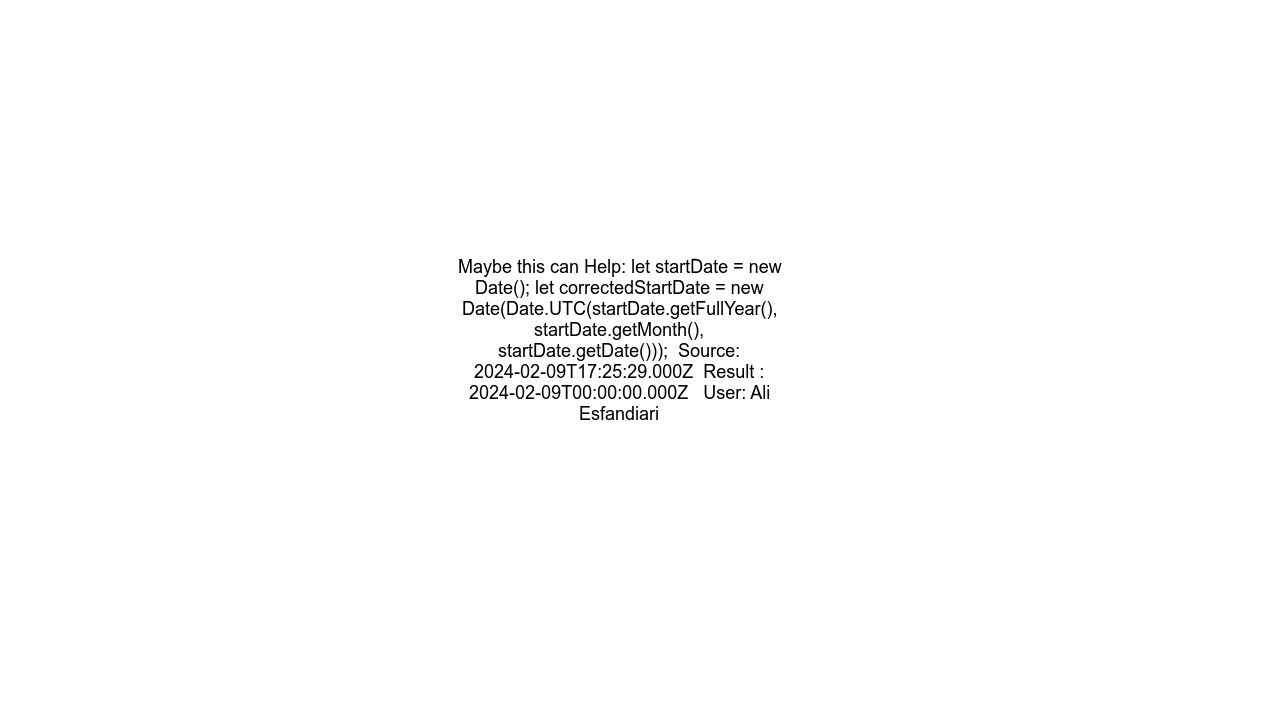 Maybe this can Help: let startDate = new
Date(); let correctedStartDate = new
Date(Date.UTC(startDate.getFullYear(),
startDate.getMonth(),
startDate.getDate()));  Source:
2024-02-09T17:25:29.000Z  Result :
2024-02-09T00:00:00.000Z   User: Ali
Esfandiari